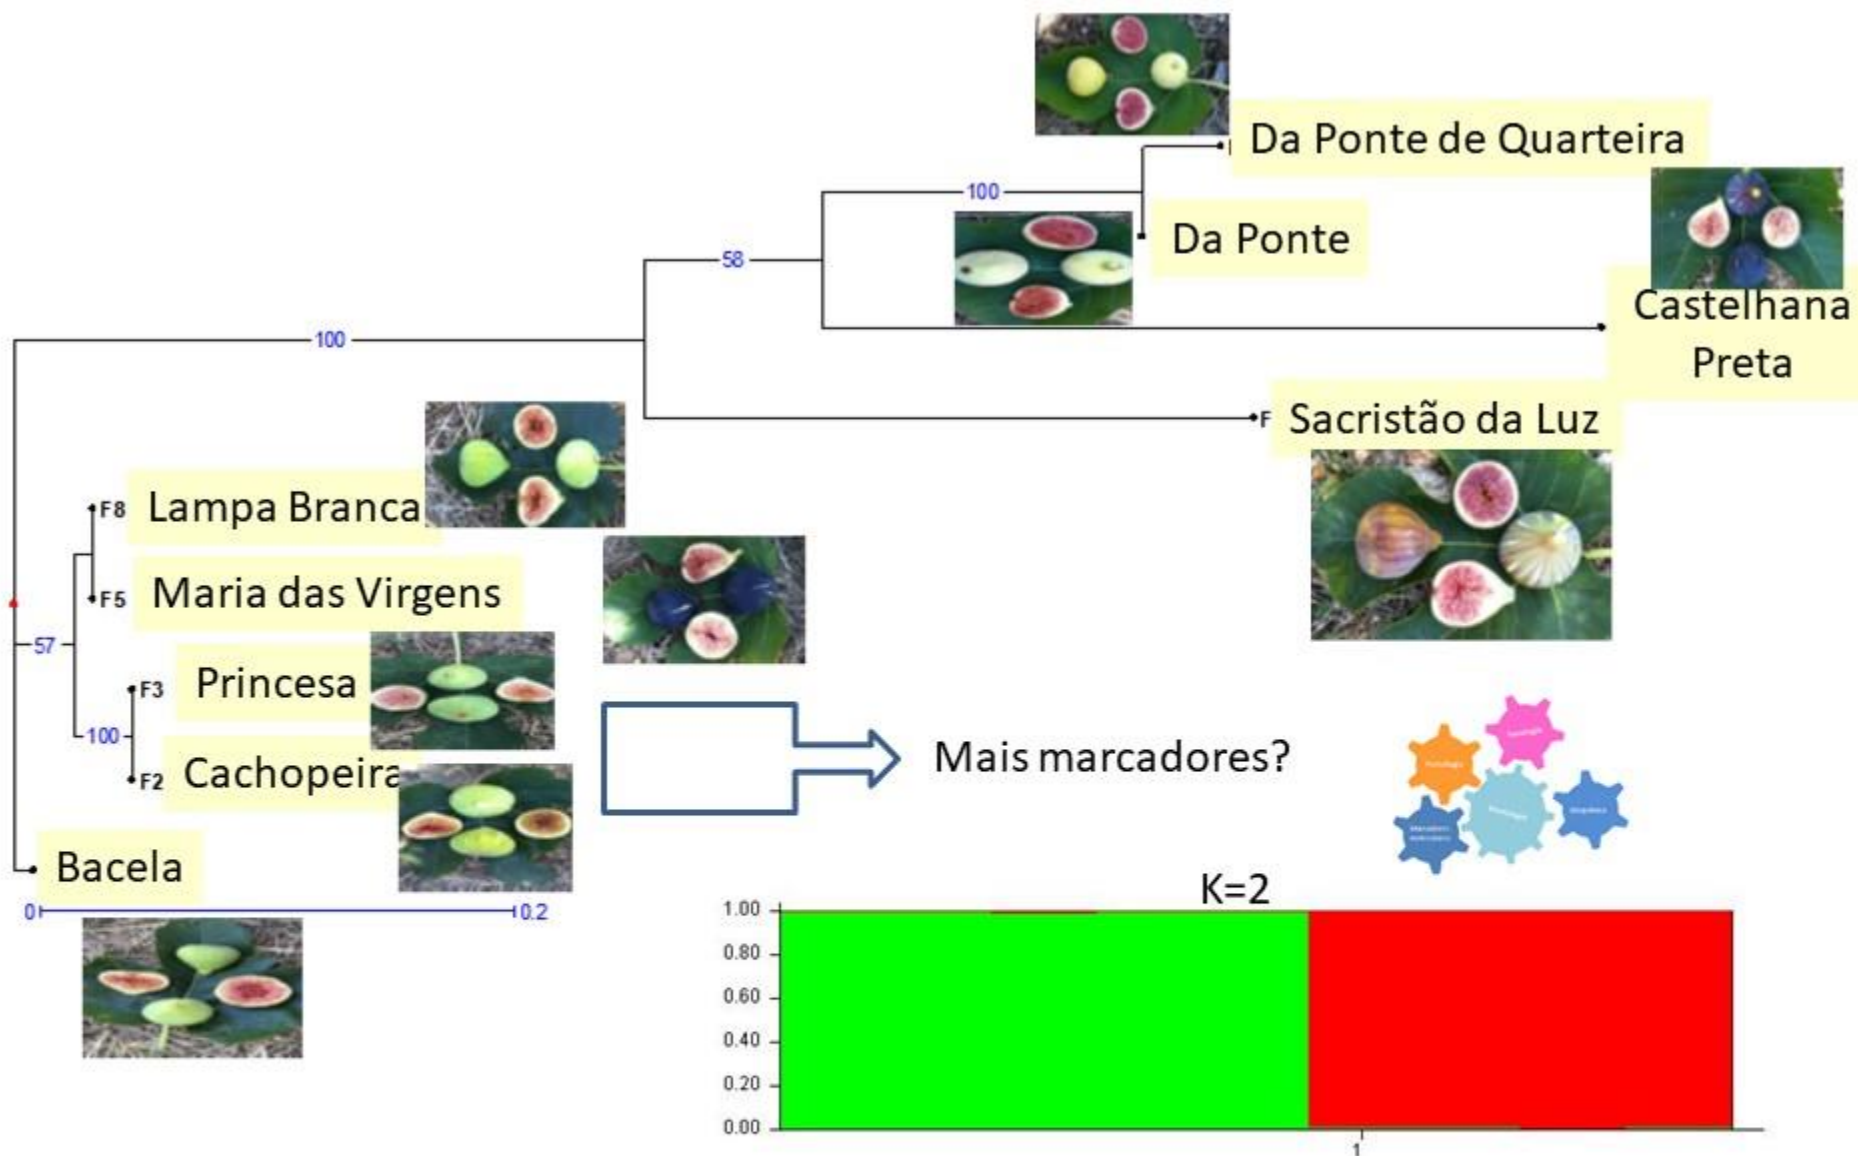 Da Ponte de Quarteira
100
Da Ponte
58
Castelhana
Preta
100
F Sacristão da Luz
F8 Lampa Branca
F5 Maria das Virgens
57
F3 Princesa
100
F2 Cachopeira
Bacela
0 0.2
Mais marcadores?
K=2
1.00
0.80
0.60
0.40
0.20
0.00
1